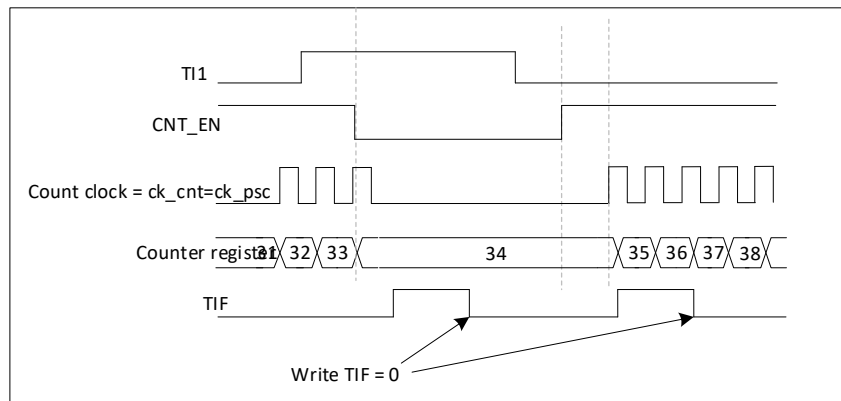 TI1
CNT_EN
Count clock = ck_cnt=ck_psc
Counter register 31 32 33 34 35 36 37 38
TIF
Write TIF = 0